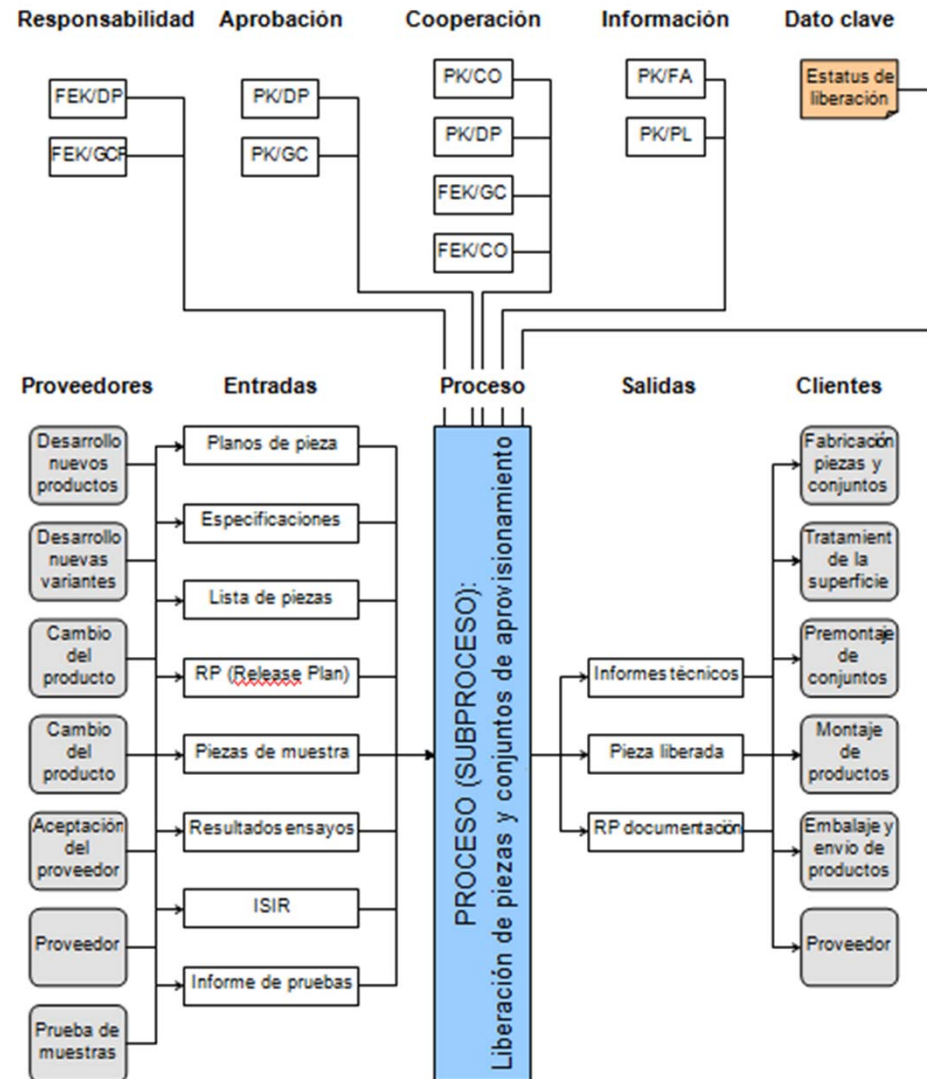 Responsabilidad Aprobación Cooperación Información Dato clave
FEK/DP
FEK/GCF
PK/DP
PK/GC
PK/CO
PK/DP
FEK/GC
FEK/CO
PK/FA
PK/PL
Estatus de
liberación
Proveedores Entradas Proceso Salidas Clientes
Desarrollo
nuevos
productos
Desarrollo
nuevas
variantes
Cambio
del
producto
Cambio
del
producto
Aceptación
del
proveedor
Proveedor
Prueba de
muestras
Planos de pieza
Especificaciones
Lista de piezas
RP (Release Plan)
Piezas de muestra
Resultados ensayos
ISIR
Informe de pruebas
PROCESO (SUBPROCESO):
Liberación de piezas y conjuntos de aprovisionamiento
Informes técnicos
Pieza liberada
RP documentación
Fabricación
piezas y
conjuntos
Tratamient
de la
superficie
Premontaje
de
conjuntos
Montaje
de
productos
Embalaje y
envio de
productos
Proveedor